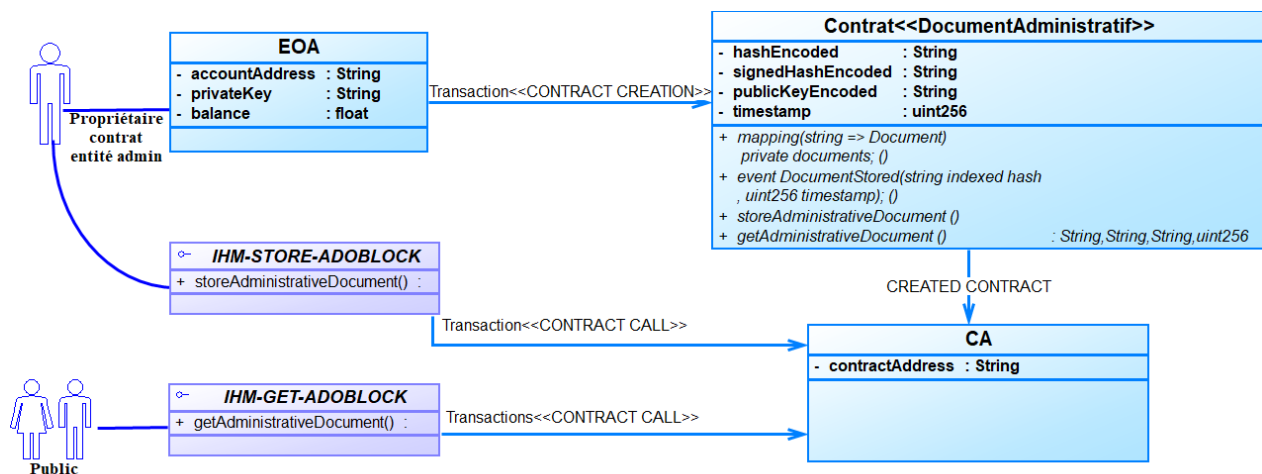 EOA
- accountAddress : String
- privateKey : String
- balance : float
Propriétaire
contrat
entité admin
Transaction<<CONTRACT CREATION>>
Contrat<<DocumentAdministratif>>
- hashEncoded : String
- signedHashEncoded : String
- publicKeyEncoded : String
- timestamp : uint256
+ mapping(string => Document)
private documents; ()
+ event DocumentStored(string indexed hash
, uint256 timestamp); ()
+ storeAdministrativeDocument ()
+ getAdministrativeDocument () : String,String,String,uint256
IHM-STORE-ADOBLOCK
+ storeAdministrativeDocument() :
CREATED CONTRACT
Transaction<<CONTRACT CALL>>
CA
- contractAddress : String
IHM-GET-ADOBLOCK
+ getAdministrativeDocument() :
Transactions<<CONTRACT CALL>>
Public